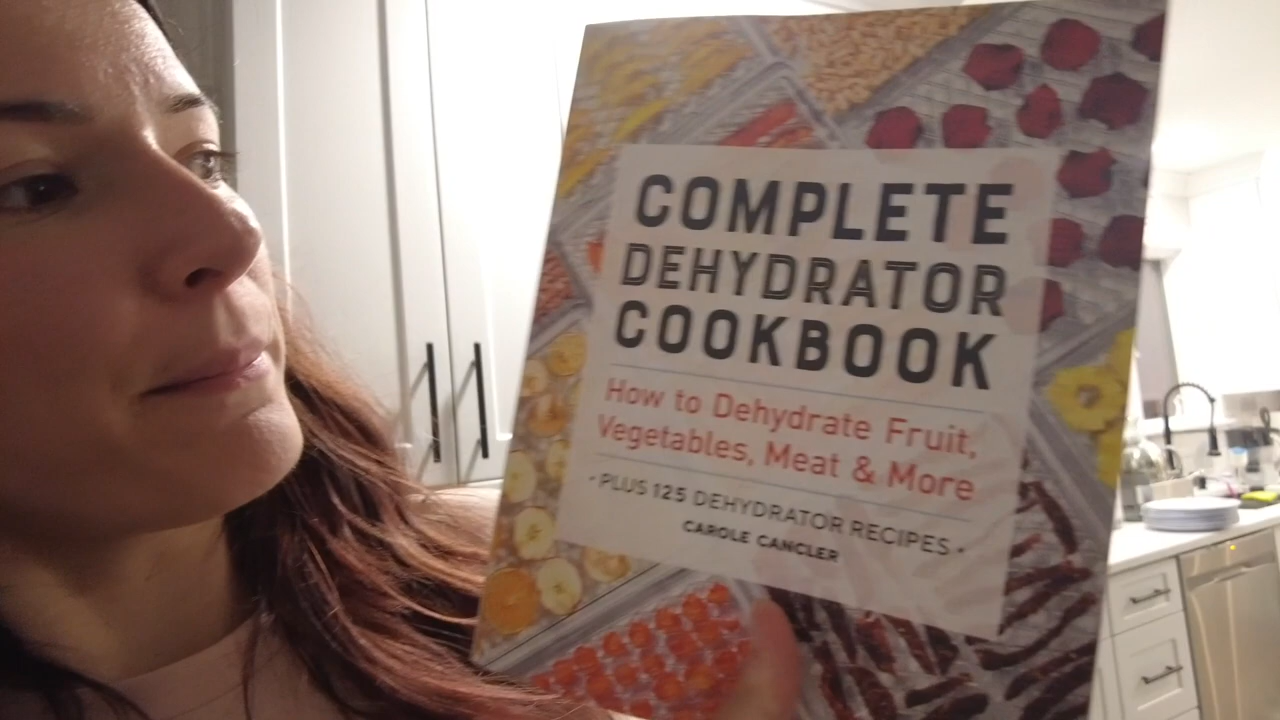 COMPLETE
DEHYDRATOR
COOKBOOK
How to Dehydrate Fruit,
Vegetables, Meat & More
• PLUS 125 DEHYDRATOR RECIPES •
CAROLE CANCLER